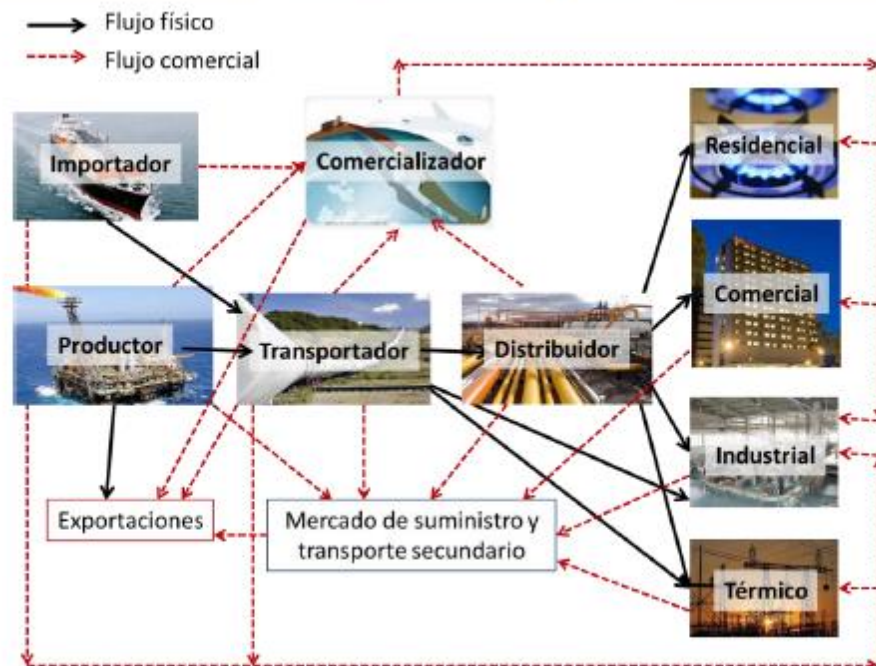 Flujo físico
Flujo comercial
Importador
Comercializador
Residencial
Comercial
Productor
Transportador
Distribuidor
Industrial
Exportaciones
Mercado de suministro y
transporte secundario
Térmico